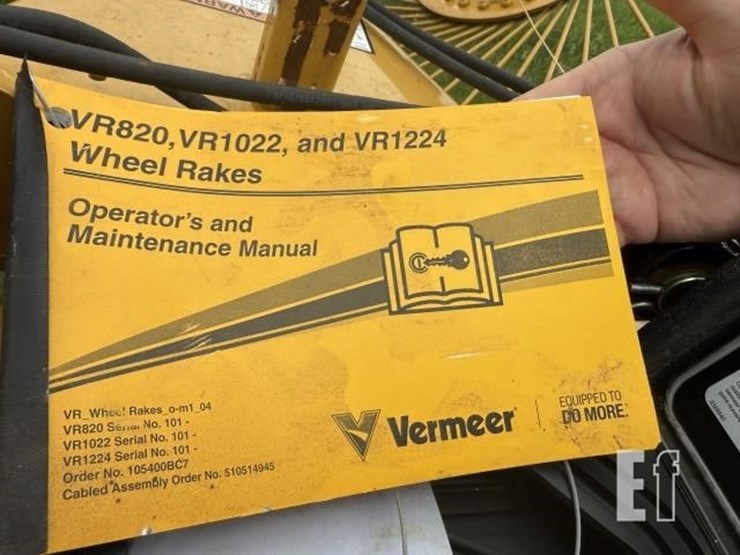 VR820, VR1022, and VR1224
Wheel Rakes
Operator's and
Maintenance Manual
VR_Wheel Rakes_o-m1_04
VR820 Serial No. 101 -
VR1022 Serial No. 101 -
VR1224 Serial No. 101 -
Order No. 105400BC7
Cabled Assembly Order No. 510514945
Vermeer
EQUIPPED TO
DO MORE.
Ef